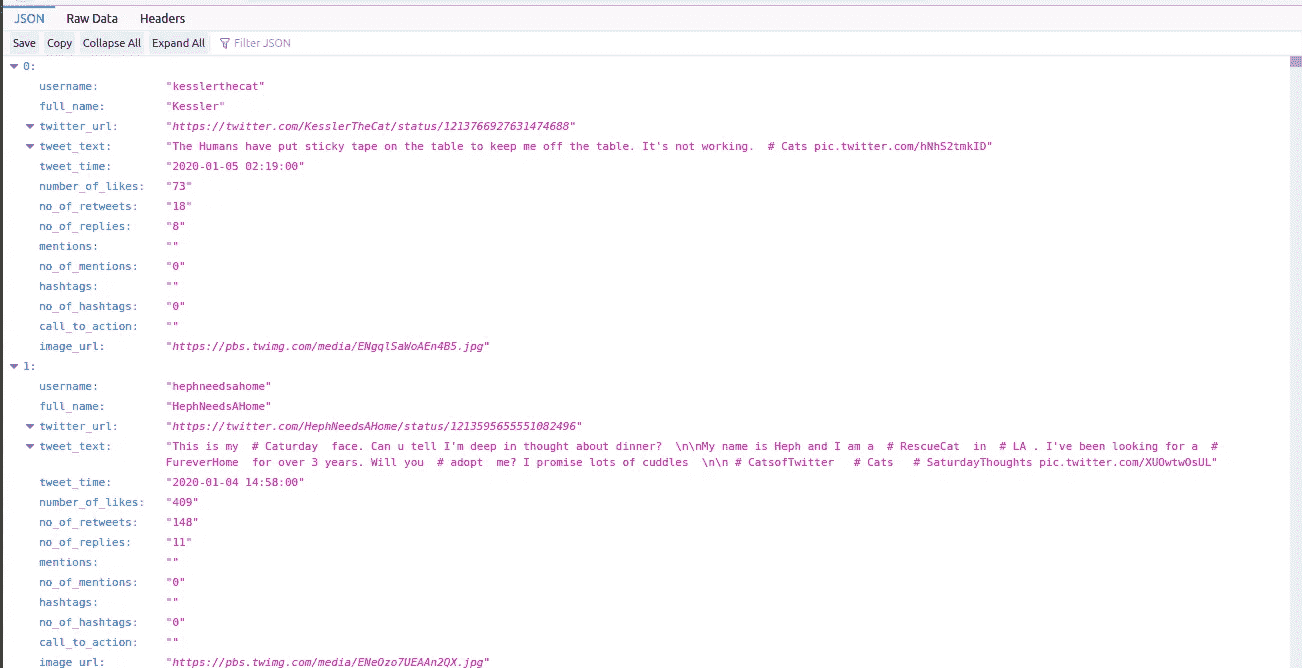 JSON Raw Data Headers
Save Copy Collapse All Expand All Filter JSON
0:
username: "kesslerthecat"
full_name: "Kessler"
twitter_url: "https://twitter.com/KesslerTheCat/status/1213766927631474688"
tweet_text: "The Humans have put sticky tape on the table to keep me off the table. It's not working.  # Cats pic.twitter.com/hNhS2tmkID"
tweet_time: "2020-01-05 02:19:00"
number_of_likes: "73"
no_of_retweets: "18"
no_of_replies: "8"
mentions: ""
no_of_mentions: "0"
hashtags: ""
no_of_hashtags: "0"
call_to_action: ""
image_url: "https://pbs.twimg.com/media/ENgqlSaWoAEn4B5.jpg"
1:
username: "hephneedsahome"
full_name: "HephNeedsAHome"
twitter_url: "https://twitter.com/HephNeedsAHome/status/1213595655551082496"
tweet_text: "This is my  # Caturday  face. Can u tell I'm deep in thought about dinner?  \n\nMy name is Heph and I am a  # RescueCat  in  # LA . I've been looking for a  #
FureverHome  for over 3 years. Will you  # adopt  me? I promise lots of cuddles  \n\n # CatsofTwitter   # Cats   # SaturdayThoughts pic.twitter.com/XUOwtwOsUL"
tweet_time: "2020-01-04 14:58:00"
number_of_likes: "409"
no_of_retweets: "148"
no_of_replies: "11"
mentions: ""
no_of_mentions: "0"
hashtags: ""
no_of_hashtags: "0"
call_to_action: ""
image_url: "https://pbs.twimg.com/media/ENeOzo7UEAAn2QX.jpg"